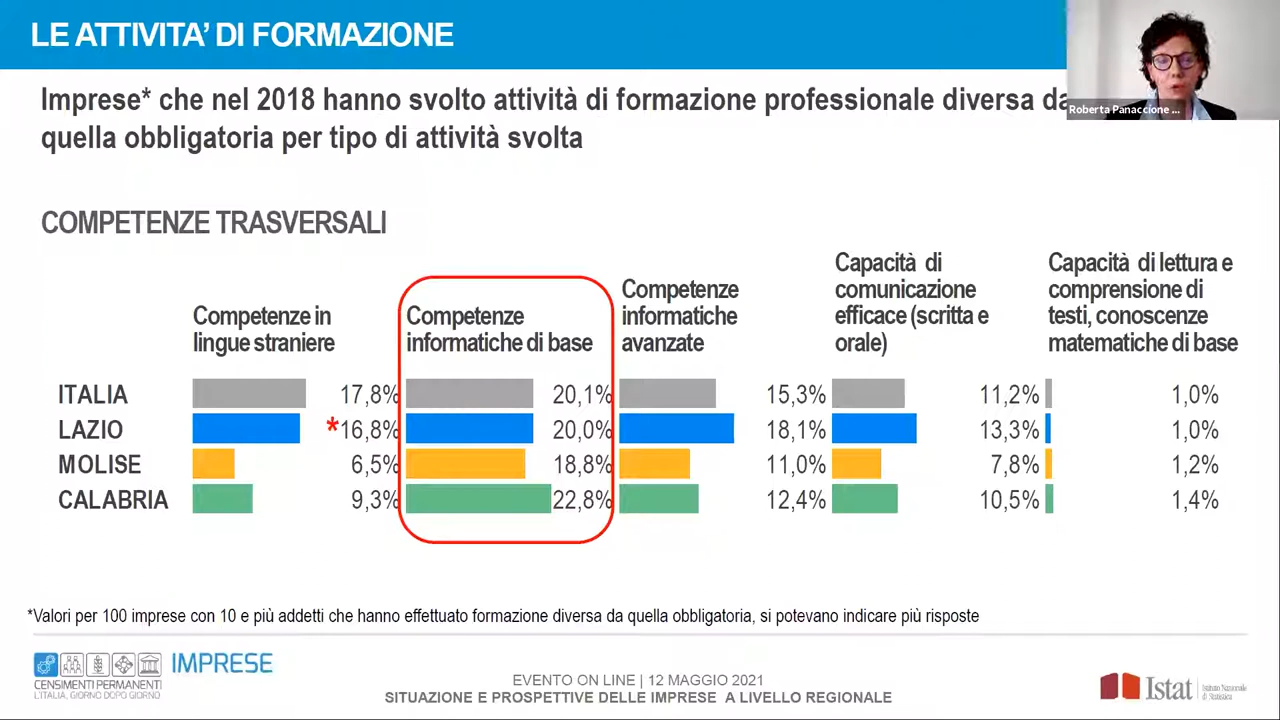 LE ATTIVITA' DI FORMAZIONE
Roberta Panaccione ...
Imprese* che nel 2018 hanno svolto attività di formazione professionale diversa da
quella obbligatoria per tipo di attività svolta
COMPETENZE TRASVERSALI
Competenze in
lingue straniere
Competenze
informatiche di base
Competenze
informatiche
avanzate
Capacità di
comunicazione
efficace (scritta e
orale)
Capacità di lettura e
comprensione di
testi, conoscenze
matematiche di base
ITALIA 17,8% 20,1% 15,3% 11,2% 1,0%
LAZIO *16,8% 20,0% 18,1% 13,3% 1,0%
MOLISE 6,5% 18,8% 11,0% 7,8% 1,2%
CALABRIA 9,3% 22,8% 12,4% 10,5% 1,4%
*Valori per 100 imprese con 10 e più addetti che hanno effettuato formazione diversa da quella obbligatoria, si potevano indicare più risposte
IMPRESE
CENSIMENTI PERMANENTI
L'ITALIA, GIORNO DOPO GIORNO
EVENTO ON LINE | 12 MAGGIO 2021
SITUAZIONE E PROSPETTIVE DELLE IMPRESE A LIVELLO REGIONALE
Istat
Istituto Nazionale
di Statistica